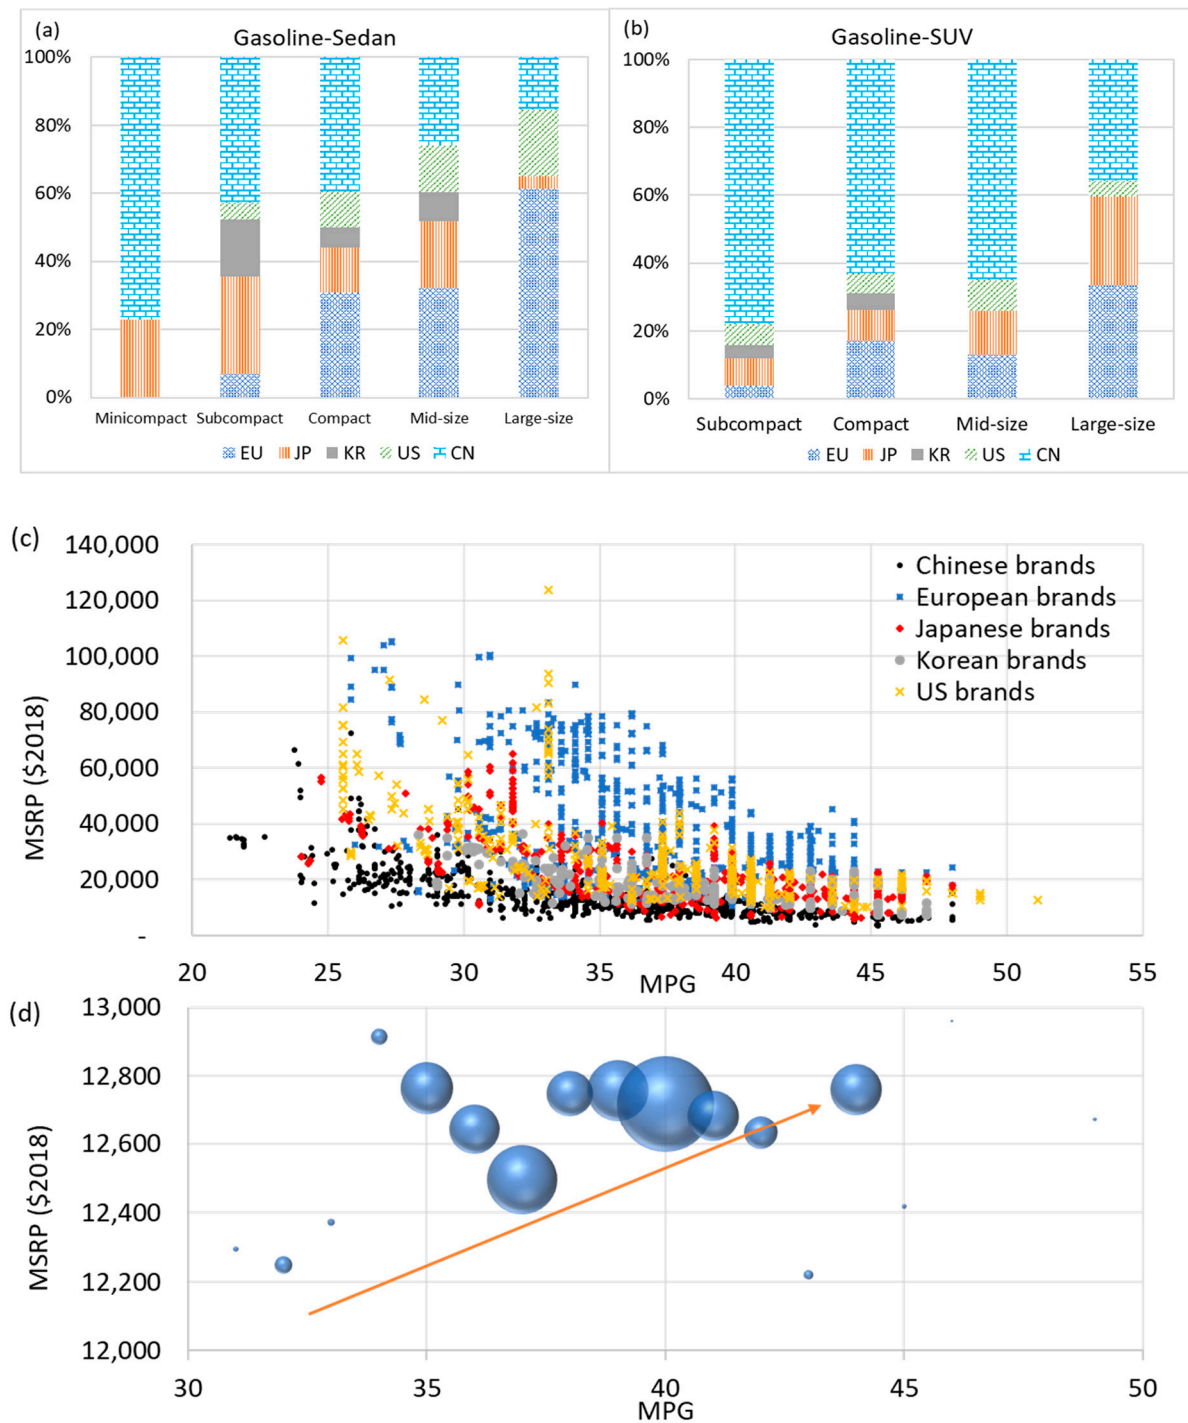 (a)
Gasoline-Sedan
100%
80%
60%
40%
20%
0%
Minicompact Subcompact Compact Mid-size Large-size
EU JP KR US CN
(b)
Gasoline-SUV
100%
80%
60%
40%
20%
0%
Subcompact Compact Mid-size Large-size
EU JP KR US CN
(c)
MSRP ($2018)
140,000
120,000
100,000
80,000
60,000
40,000
20,000
-
Chinese brands
European brands
Japanese brands
Korean brands
US brands
20 25 30 35 40 45 50 55
MPG
(d)
MSRP ($2018)
13,000
12,800
12,600
12,400
12,200
12,000
30 35 40 45 50
MPG